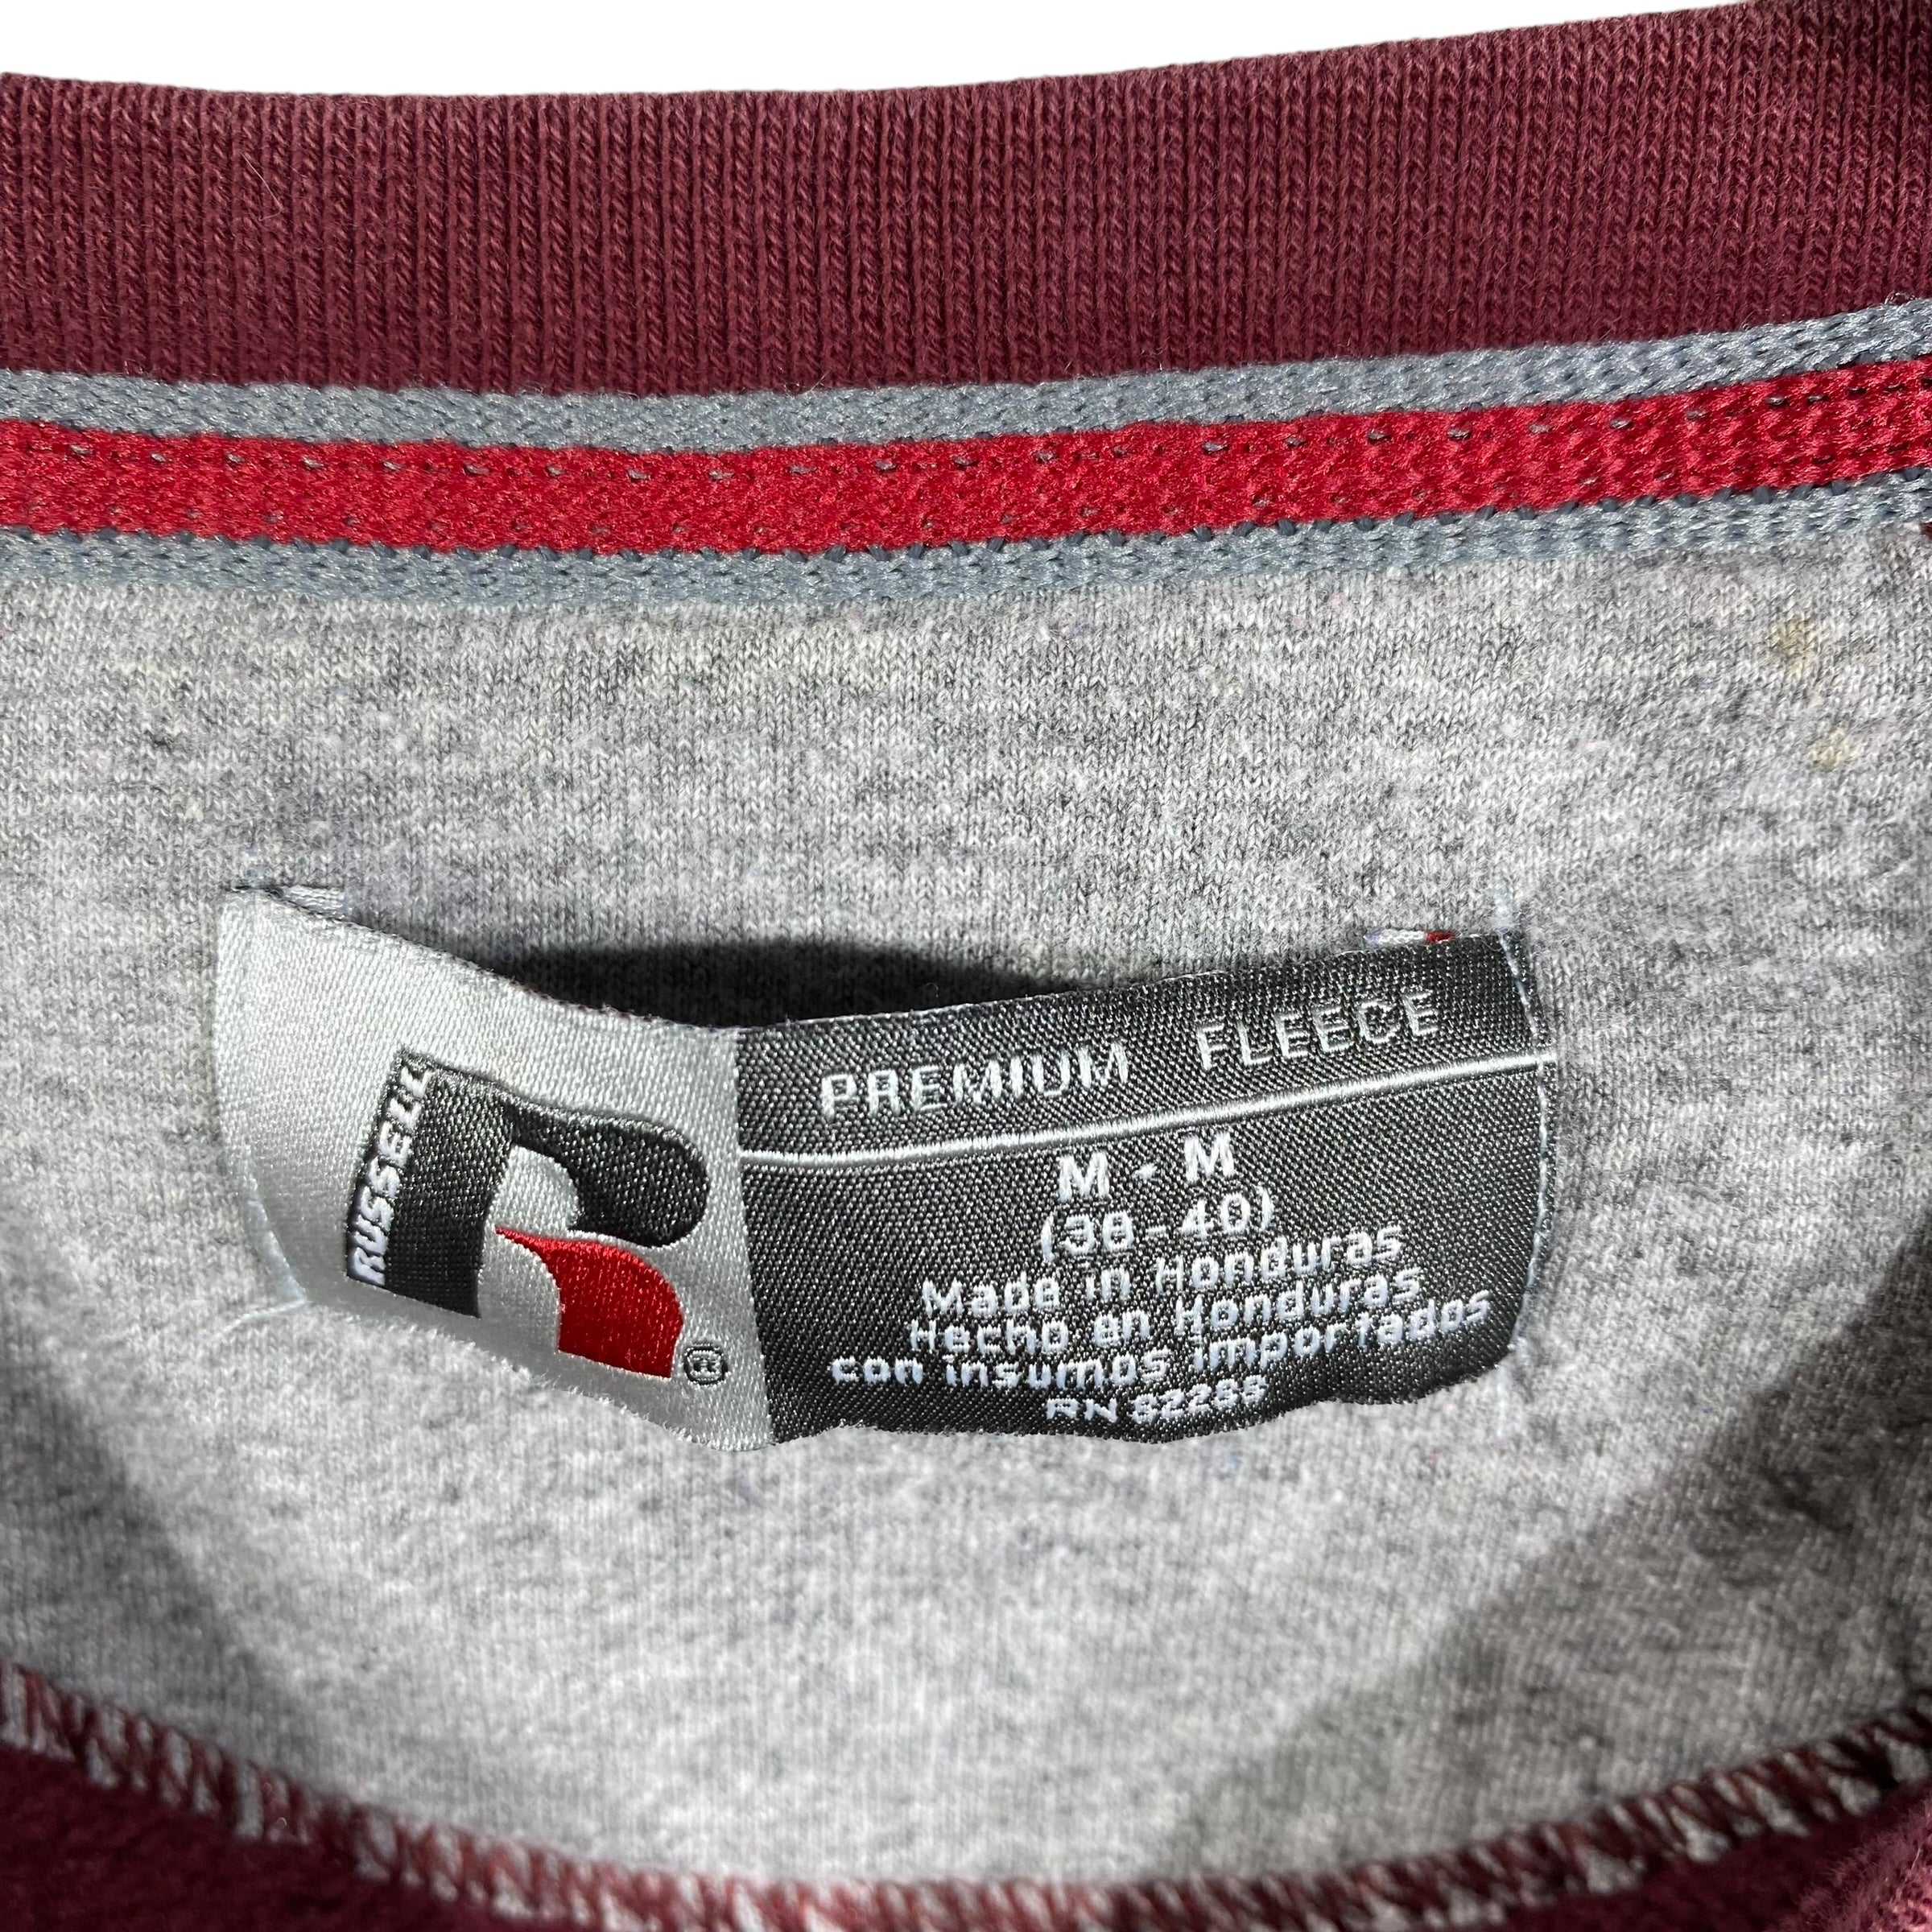 RUSSELL
®
PREMIUM FLEECE
M - M
(38-40)
Made in Honduras
Hecho en Honduras
con insumos importados
RN 82288